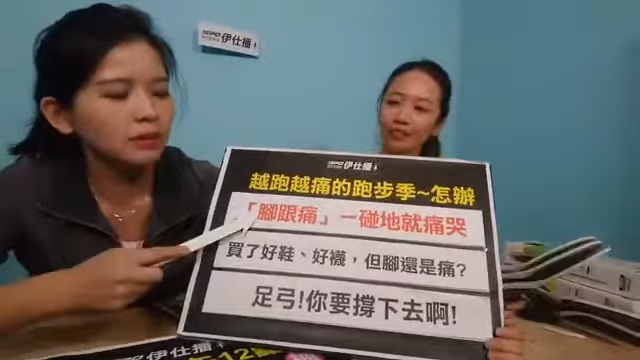 伊仕播
伊仕播
越跑越痛的跑步季~怎辦
「腳跟痛」一碰地就痛哭
買了好鞋、好襪，但腳還是痛?
足弓!你要撐下去啊!
伊仕播